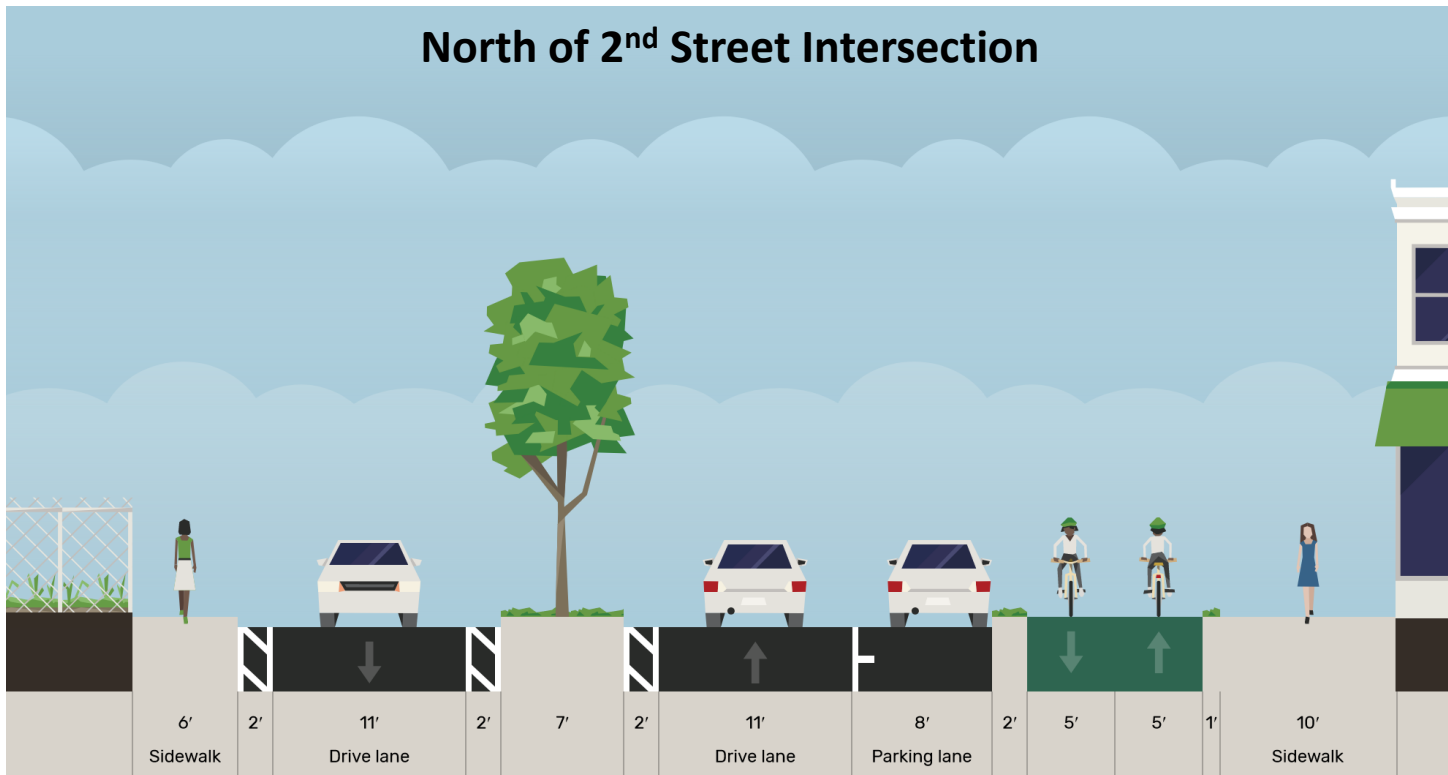 North of 2nd Street Intersection
6′ 2′ 11′ 2′ 7′ 2′ 11′ 8′ 2′ 5′ 5′ 1′ 10′
Sidewalk Drive lane Drive lane Parking lane Sidewalk